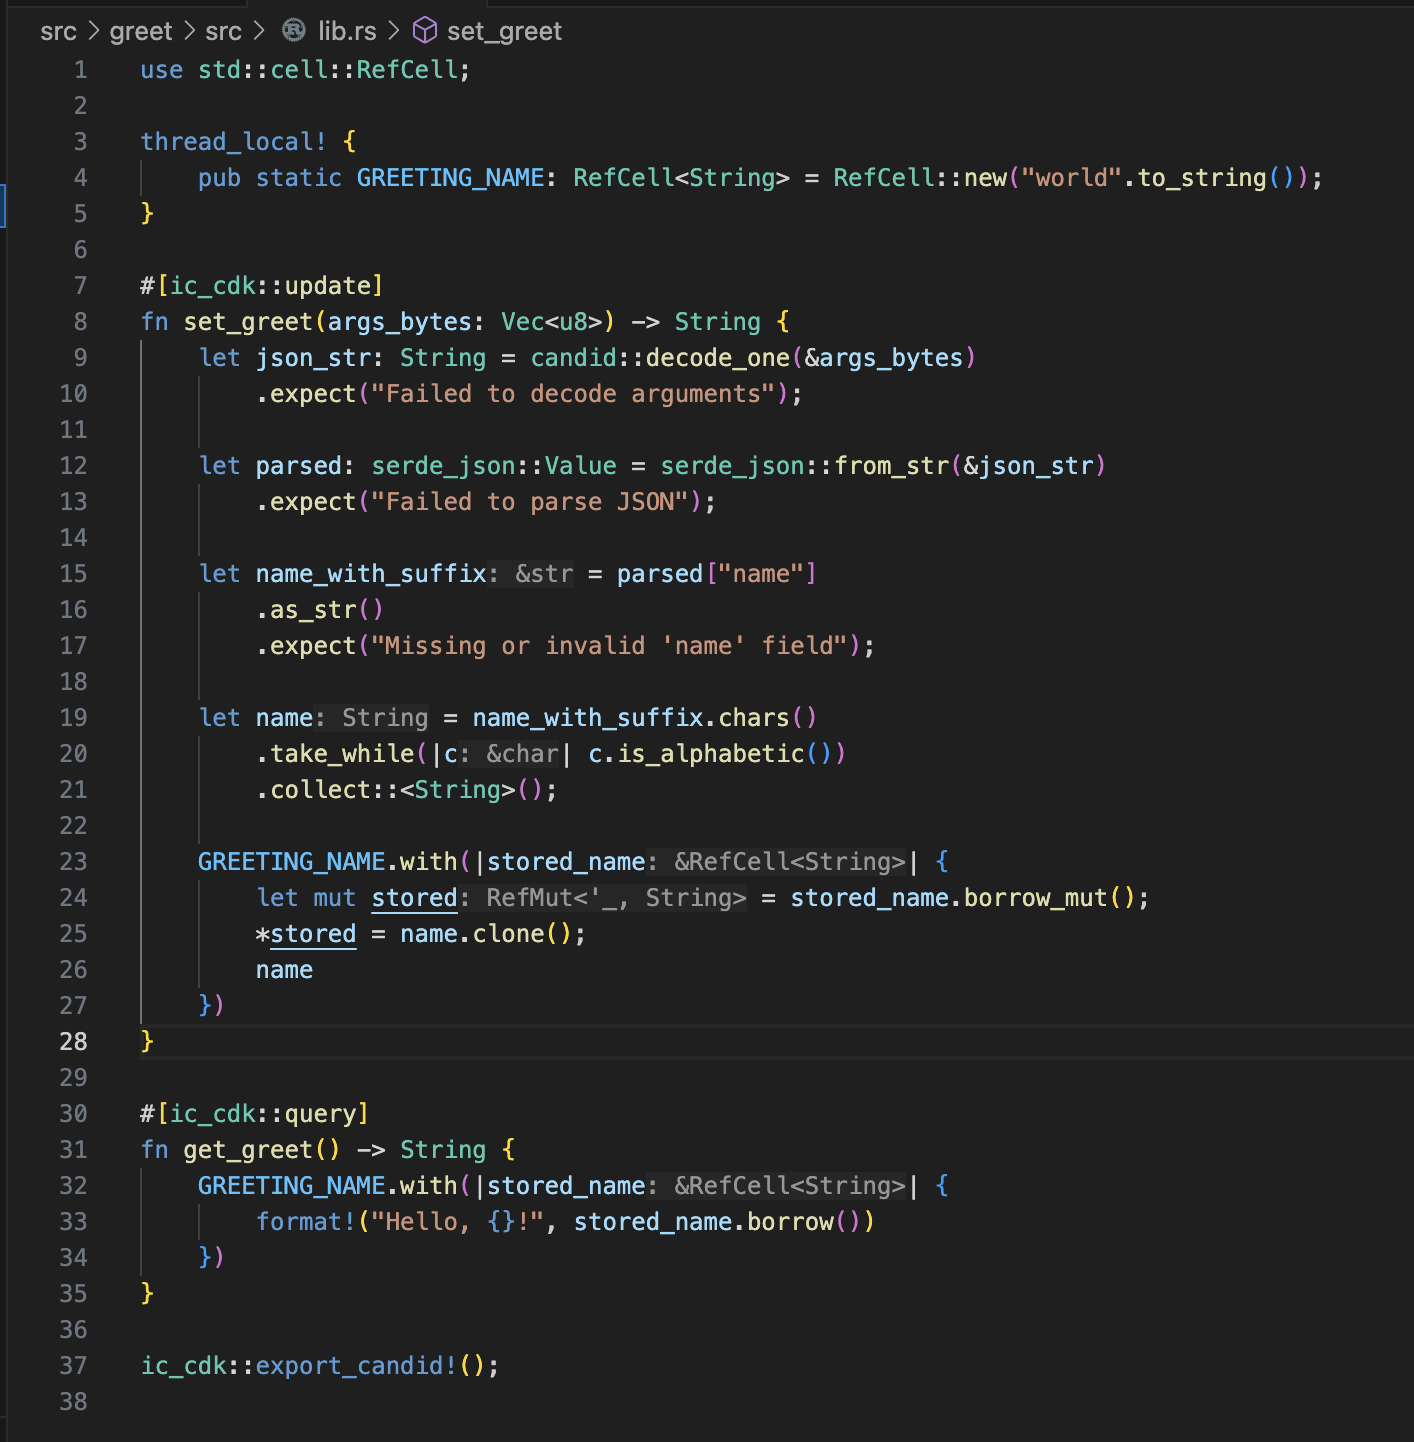 src > greet > src > lib.rs > set_greet
1 use std::cell::RefCell;
2
3 thread_local! {
4     pub static GREETING_NAME: RefCell<String> = RefCell::new("world".to_string());
5 }
6
7 #[ic_cdk::update]
8 fn set_greet(args_bytes: Vec<u8>) -> String {
9     let json_str: String = candid::decode_one(&args_bytes)
10         .expect("Failed to decode arguments");
11
12     let parsed: serde_json::Value = serde_json::from_str(&json_str)
13         .expect("Failed to parse JSON");
14
15     let name_with_suffix: &str = parsed["name"]
16         .as_str()
17         .expect("Missing or invalid 'name' field");
18
19     let name: String = name_with_suffix.chars()
20         .take_while(|c: &char| c.is_alphabetic())
21         .collect::<String>();
22
23     GREETING_NAME.with(|stored_name: &RefCell<String>| {
24         let mut stored: RefMut<'_, String> = stored_name.borrow_mut();
25         *stored = name.clone();
26         name
27     })
28 }
29
30 #[ic_cdk::query]
31 fn get_greet() -> String {
32     GREETING_NAME.with(|stored_name: &RefCell<String>| {
33         format!("Hello, {}!", stored_name.borrow())
34     })
35 }
36
37 ic_cdk::export_candid!();
38